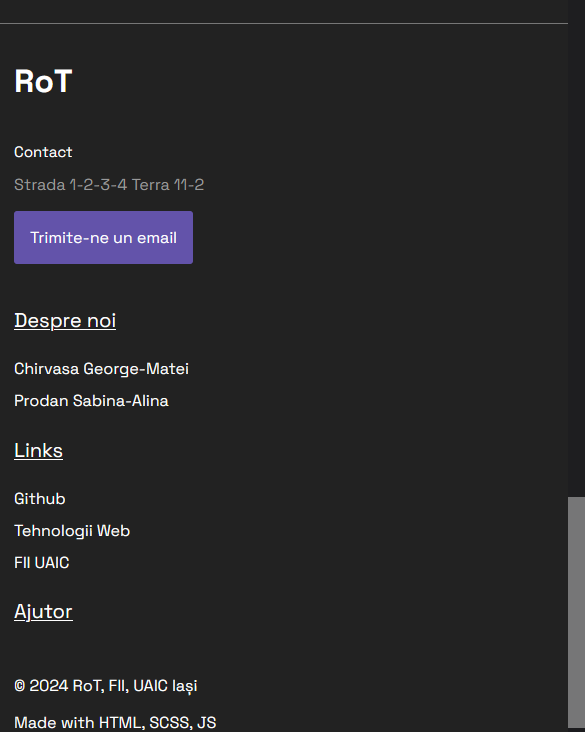 RoT
Contact
Strada 1-2-3-4 Terra 11-2
Trimite-ne un email
Despre noi
Chirvasa George-Matei
Prodan Sabina-Alina
Links
Github
Tehnologii Web
FII UAIC
Ajutor
© 2024 RoT, FII, UAIC Iași
Made with HTML, SCSS, JS